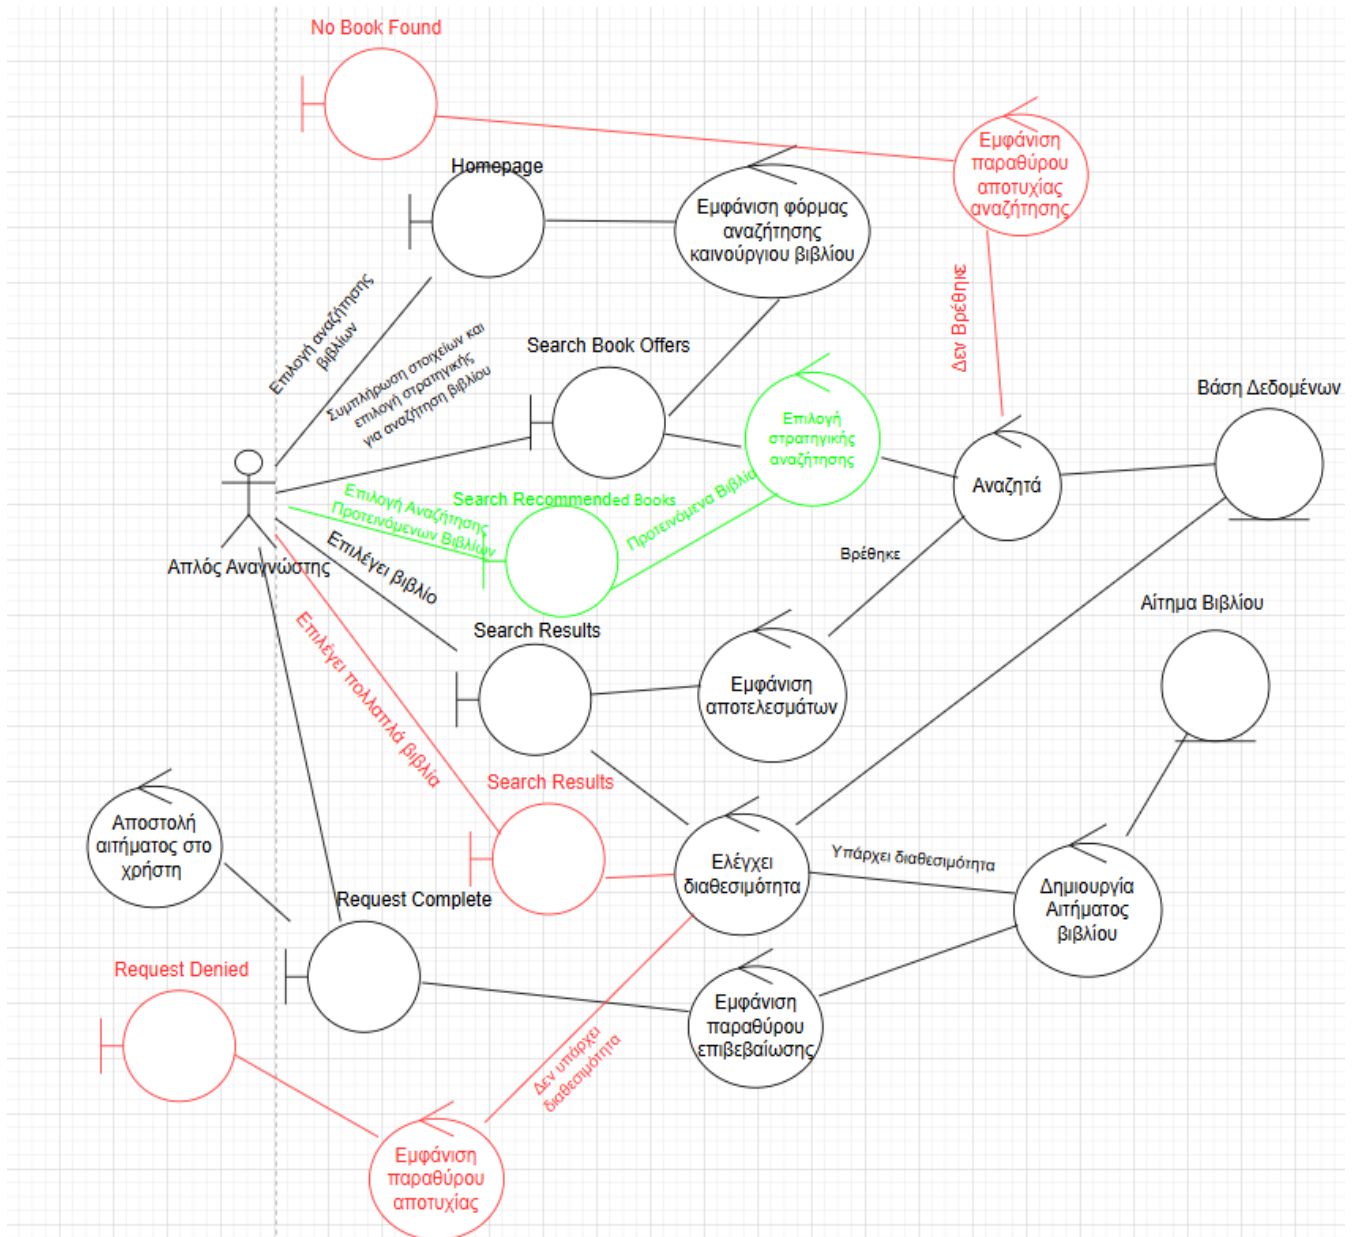 No Book Found
Εμφάνιση
παραθύρου
αποτυχίας
αναζήτησης
Homepage
Εμφάνιση φόρμας
αναζήτησης
καινούργιου βιβλίου
Δεν Βρέθηκε
Επιλογή αναζήτησης
βιβλίων
Συμπλήρωση στοιχείων και
επιλογή στρατηγικής
για αναζήτηση βιβλίου
Search Book Offers
Βάση Δεδομένων
Επιλογή
στρατηγικής
αναζήτησης
Αναζητά
Επιλογή Αναζήτησης
Προτεινόμενων Βιβλίων
Search Recommended Books
Προτεινόμενα Βιβλία
Απλός Αναγνώστης
Επιλέγει βιβλίο
Βρέθηκε
Αίτημα Βιβλίου
Search Results
Εμφάνιση
αποτελεσμάτων
Επιλέγει πολλαπλά βιβλία
Search Results
Αποστολή
αιτήματος στο
χρήστη
Ελέγχει
διαθεσιμότητα
Υπάρχει διαθεσιμότητα
Δημιουργία
Αιτήματος
βιβλίου
Request Complete
Request Denied
Εμφάνιση
παραθύρου
επιβεβαίωσης
Δεν υπάρχει
διαθεσιμότητα
Εμφάνιση
παραθύρου
αποτυχίας